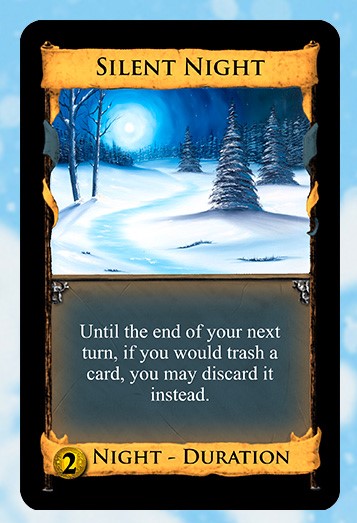 SILENT NIGHT
Until the end of your next
turn, if you would trash a
card, you may discard it
instead.
2 NIGHT - DURATION